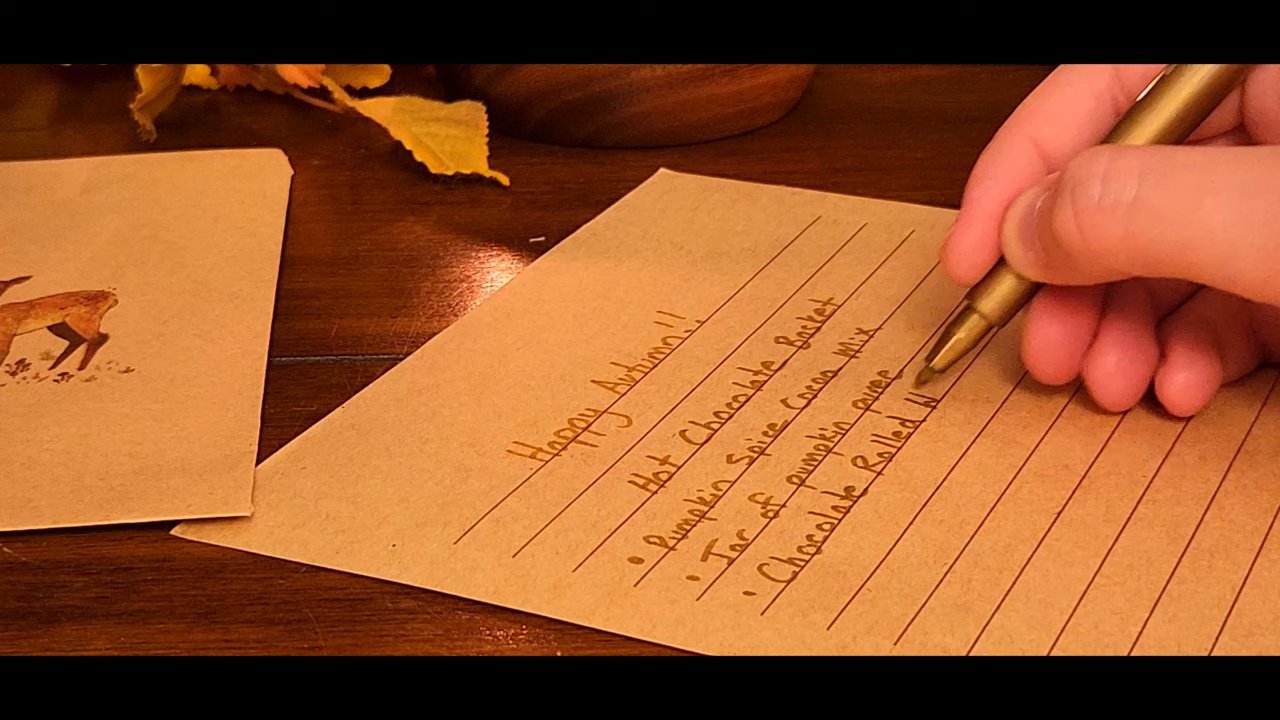 Happy Autumn!!
Hot Chocolate Basket
• Pumpkin Spice Cocoa Mix
• Jar of pumpkin puree
• Chocolate Rolled W